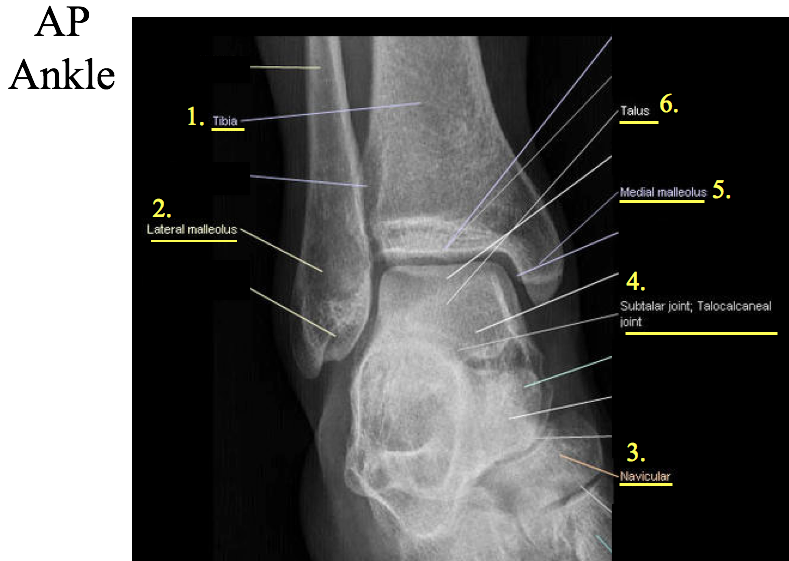 AP
Ankle
1. Tibia
2.
Lateral malleolus
Talus 6.
Medial malleolus 5.
4.
Subtalar joint; Talocalcaneal
joint
3.
Navicular